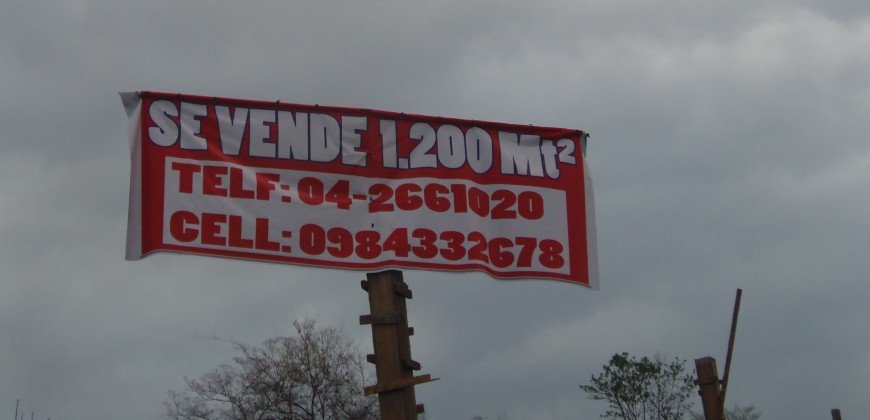 SE VENDE 1.200 Mt²
TELF: 04-2661020
CELL: 0984332678